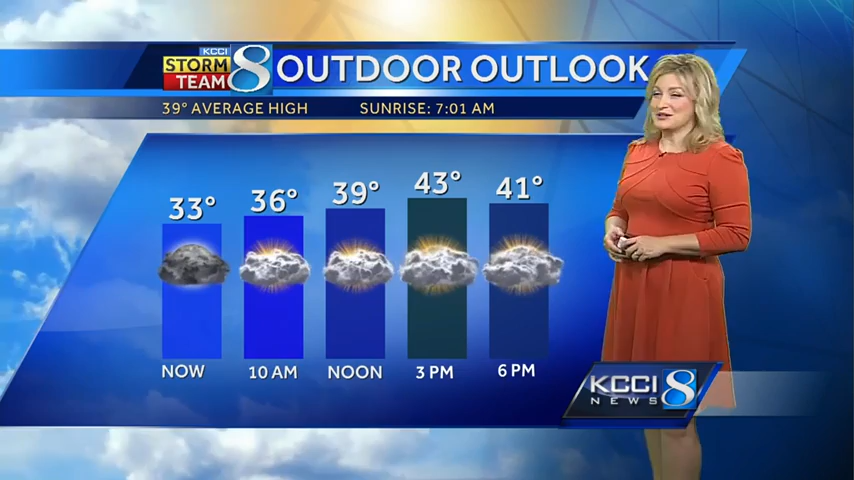 KCCI
STORM
TEAM 8
OUTDOOR OUTLOOK
39° AVERAGE HIGH SUNRISE: 7:01 AM
33° 36° 39° 43° 41°
NOW 10 AM NOON 3 PM 6 PM
KCCI 8
NEWS